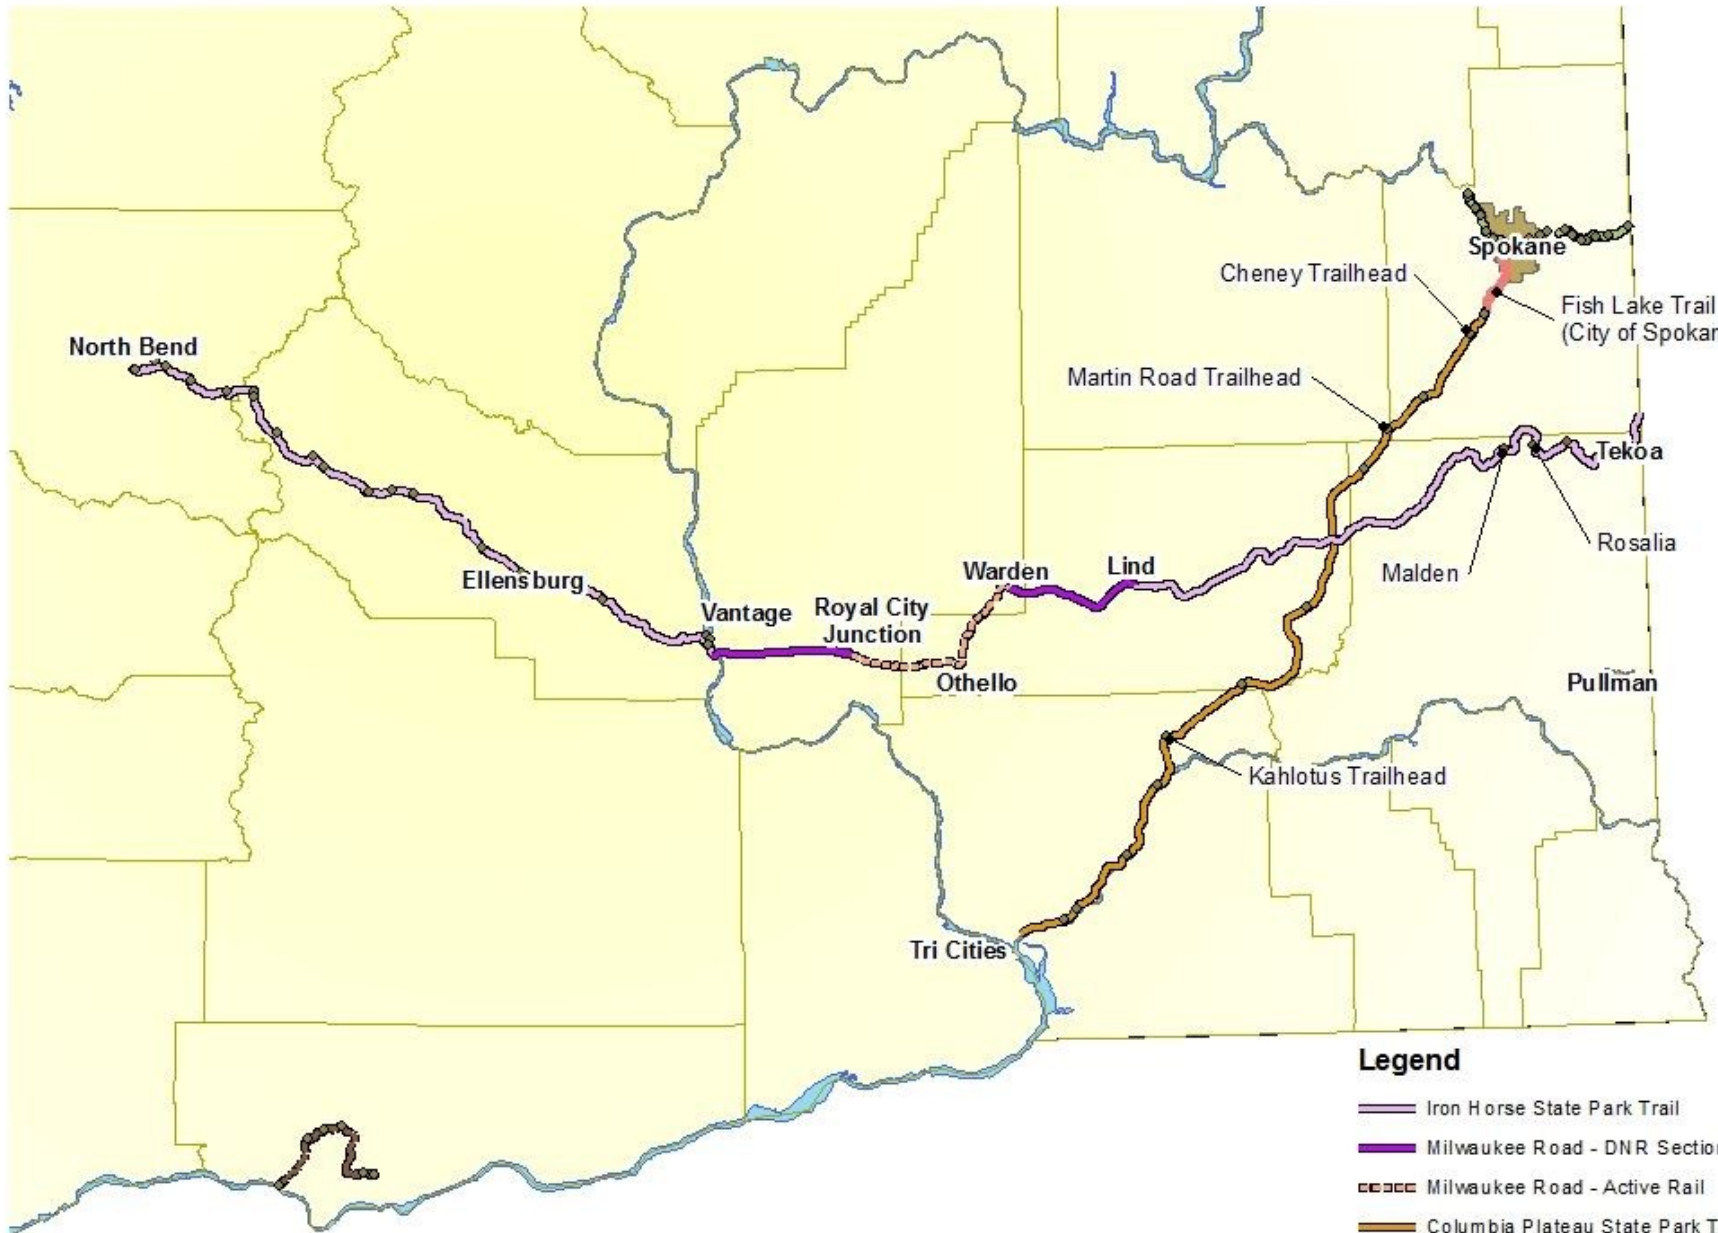 Spokane
Cheney Trailhead
Fish Lake Trail
(City of Spokan
North Bend
Martin Road Trailhead
Tekoa
Rosalia
Malden
Ellensburg
Vantage
Royal City
Junction
Warden
Lind
Othello
Pullman
Kahlotus Trailhead
Tri Cities
Legend
Iron Horse State Park Trail
Milwaukee Road - DNR Section
Milwaukee Road - Active Rail
Columbia Plateau State Park T